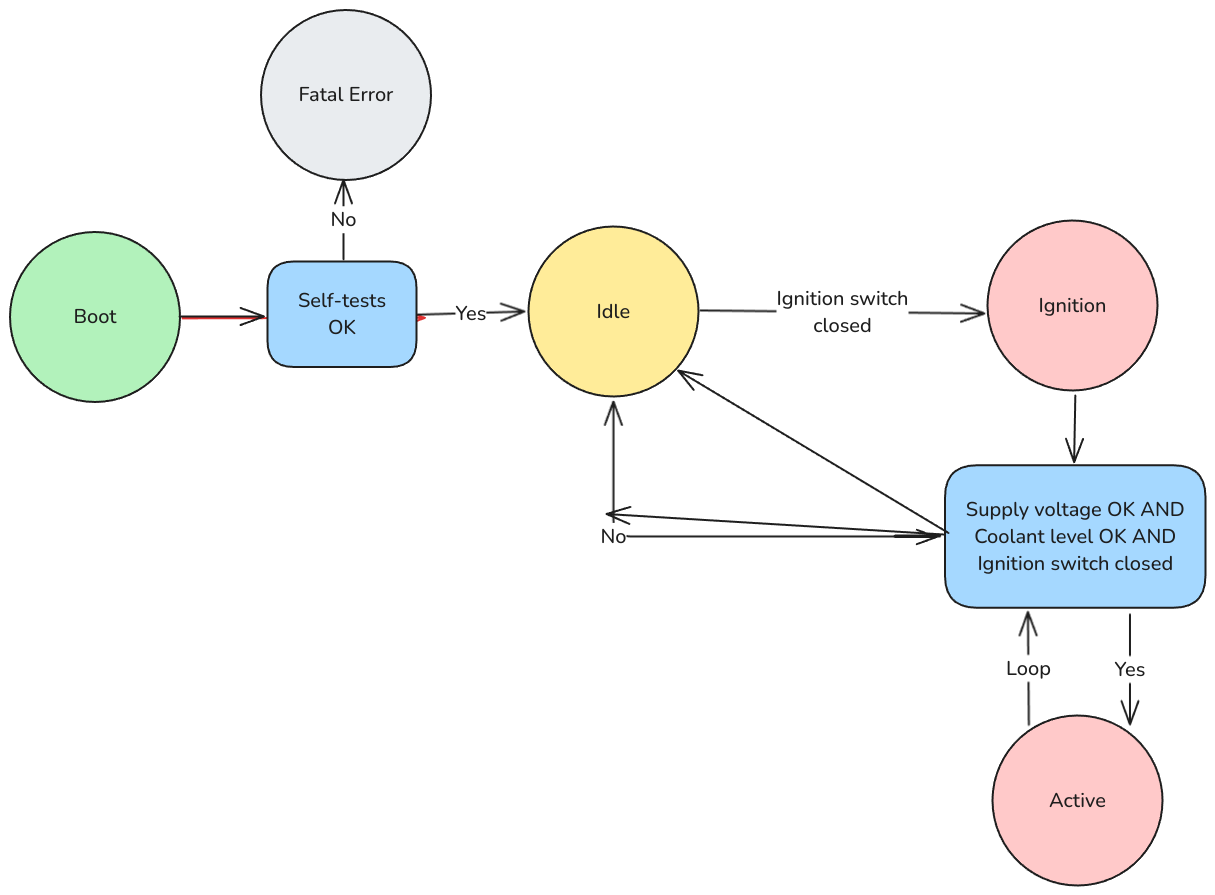 Fatal Error
No
Boot
Self-tests
OK
Yes
Idle
Ignition switch
closed
Ignition
Supply voltage OK AND
Coolant level OK AND
Ignition switch closed
No
Loop
Yes
Active